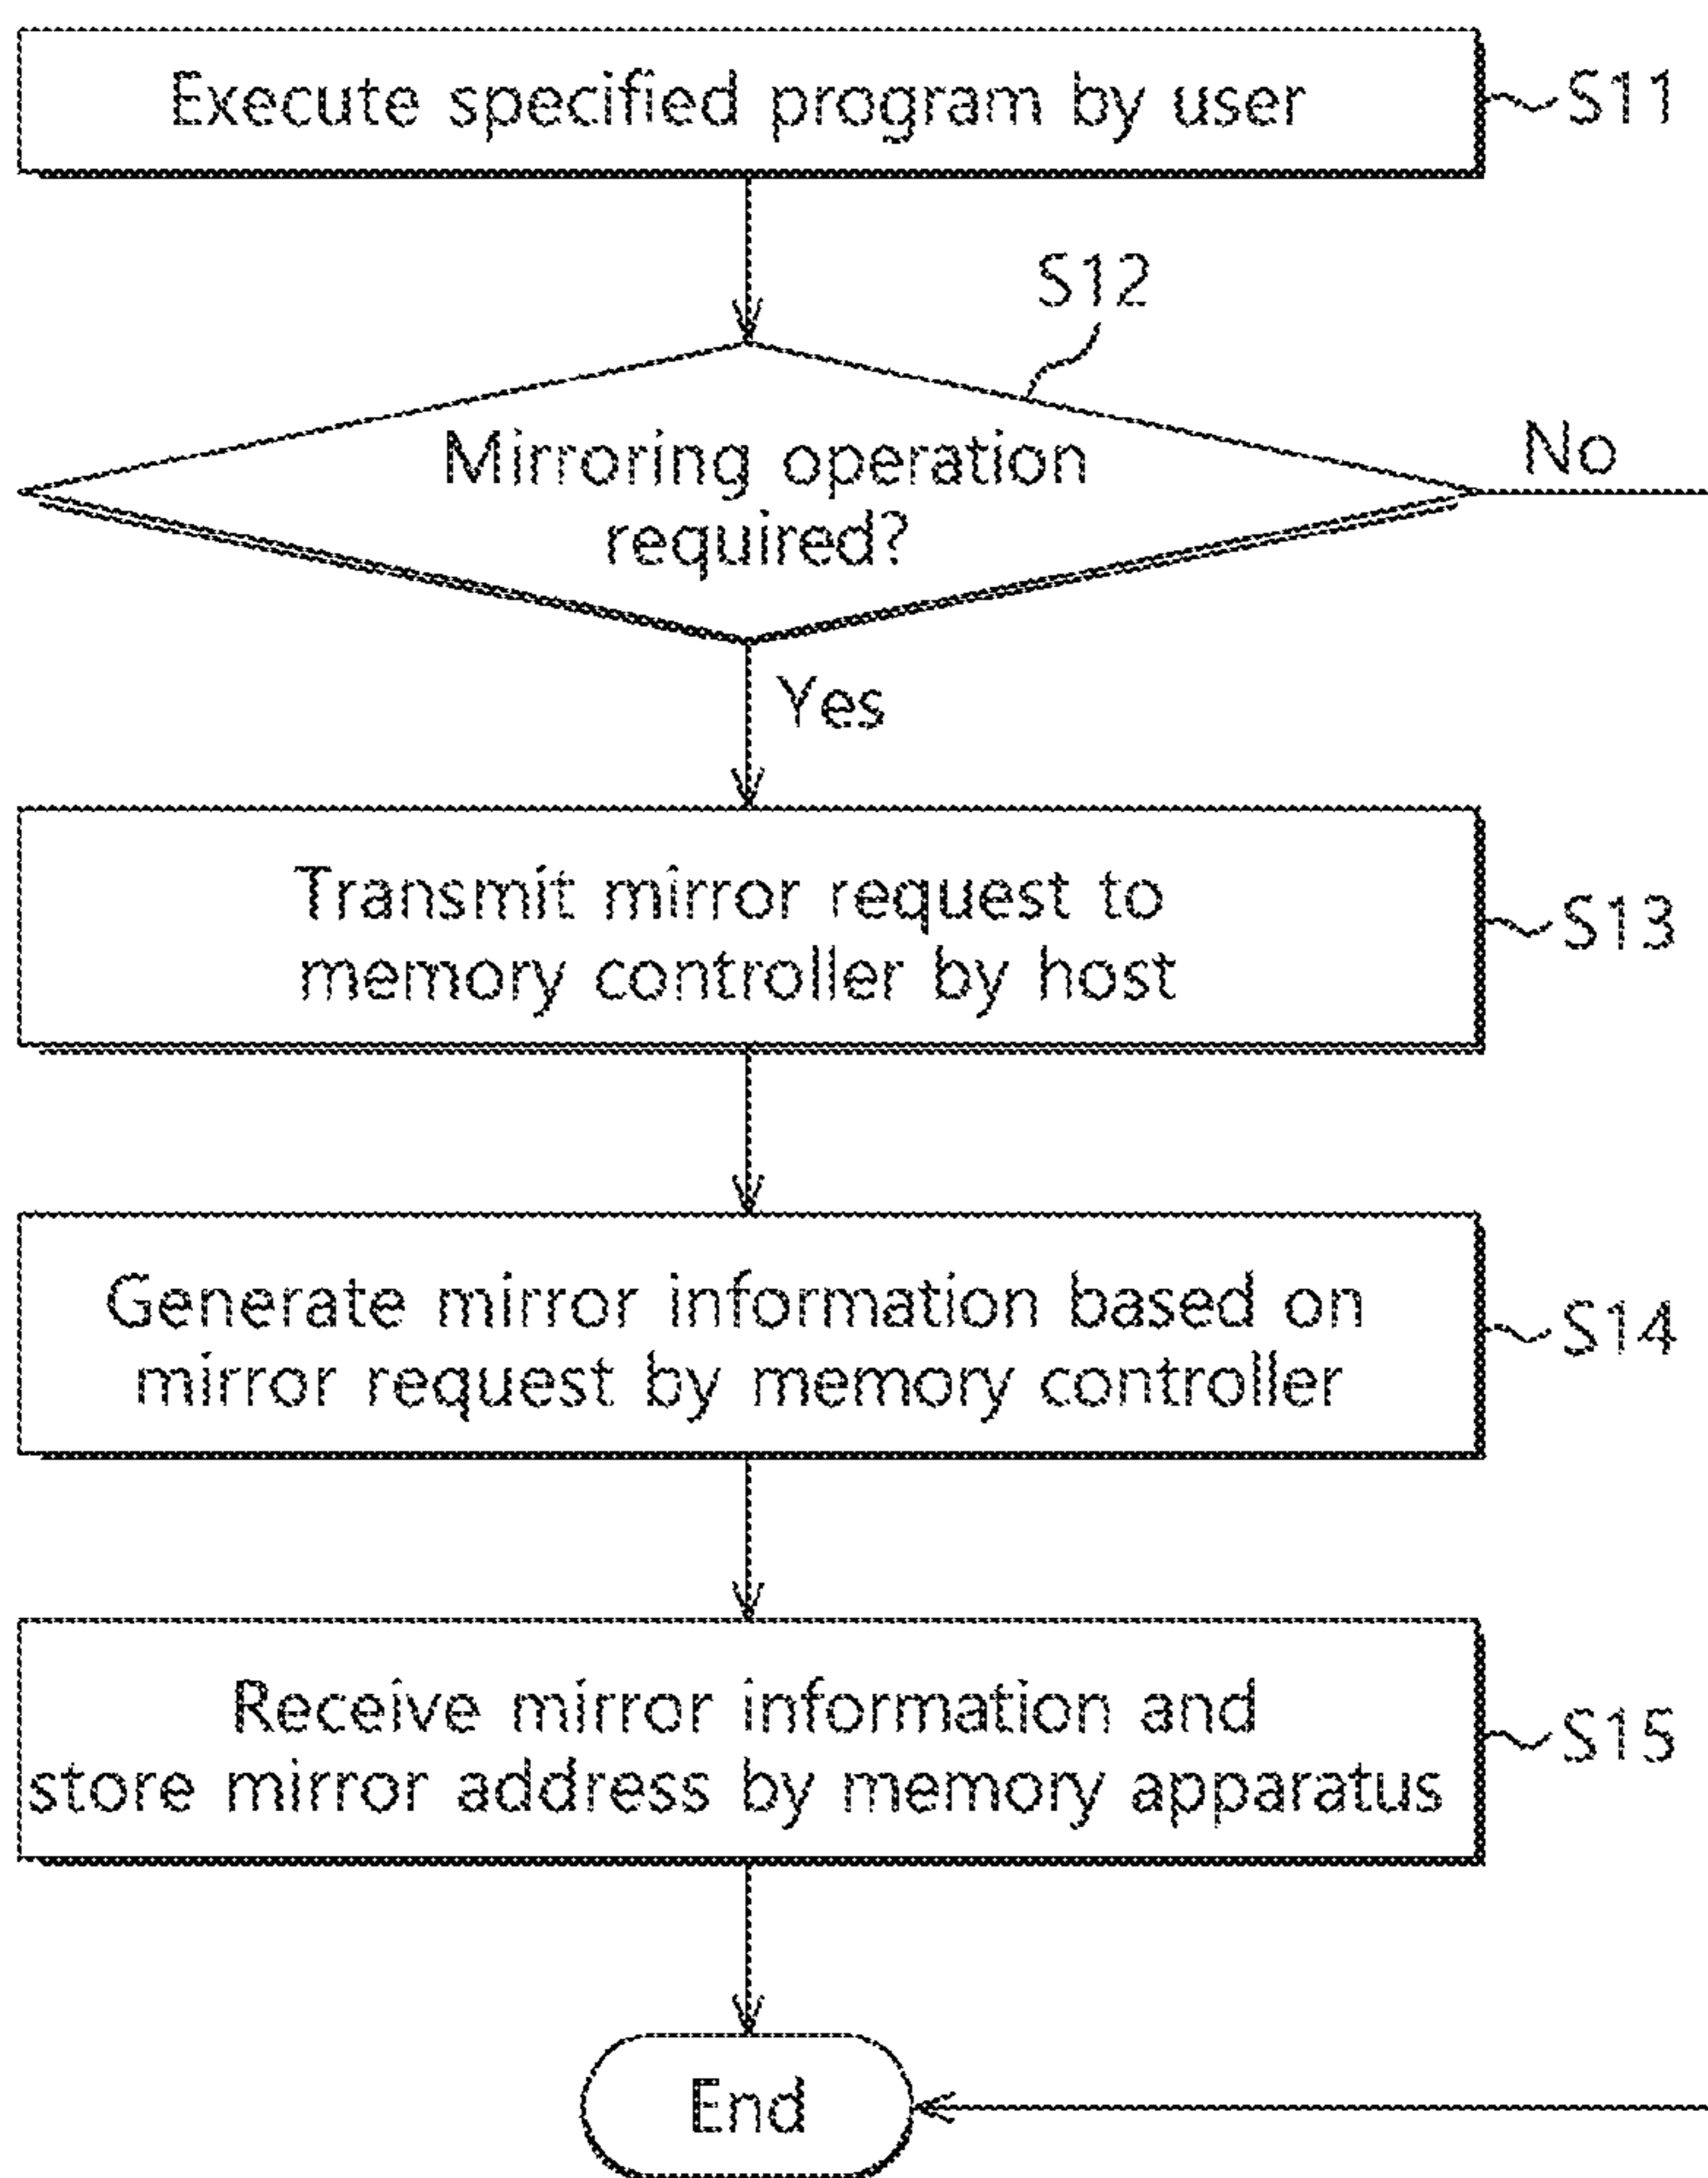 Execute specified program by user
S11
S12
Mirroring operation
required?
No
Yes
Transmit mirror request to
memory controller by host
S13
Generate mirror information based on
mirror request by memory controller
S14
Receive mirror information and
store mirror address by memory apparatus
S15
End